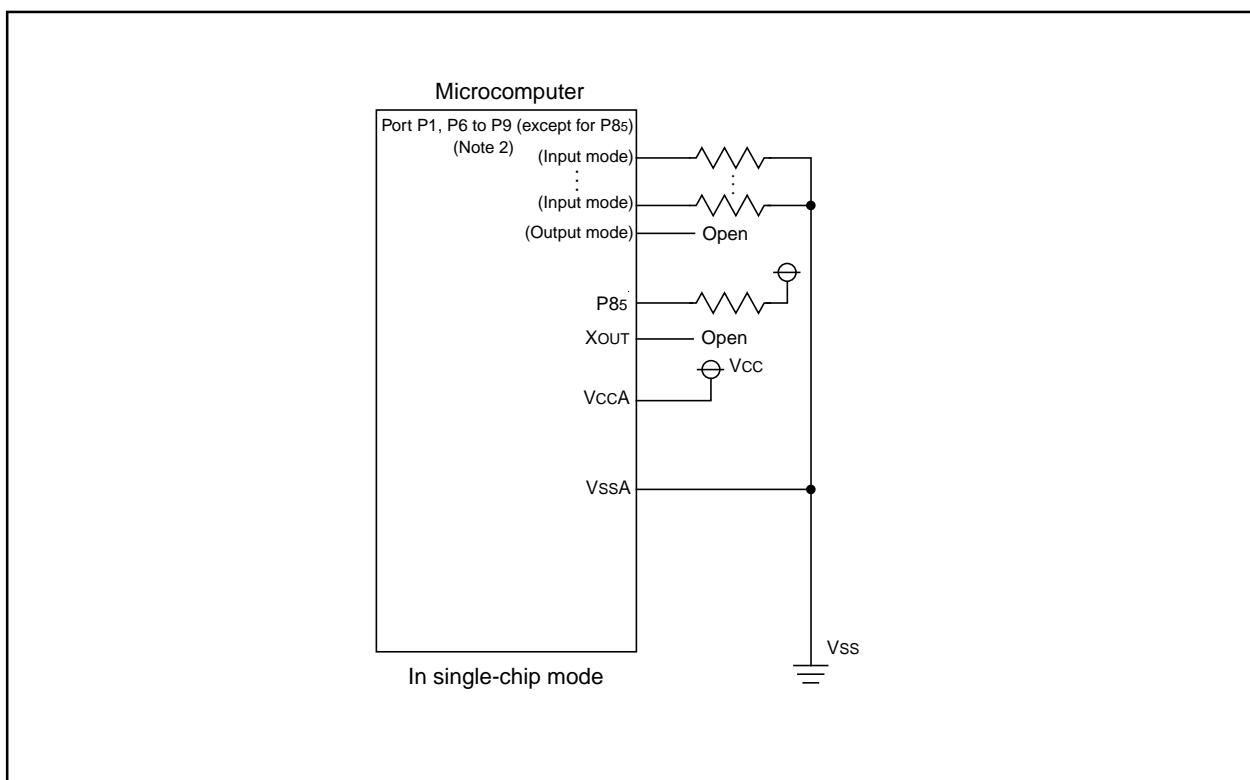 Microcomputer
Port P1, P6 to P9 (except for P85)
(Note 2)
(Input mode)
(Input mode)
(Output mode)
Open
P85
XOUT
Open
VCC
VCCA
VSSA
VSS
In single-chip mode